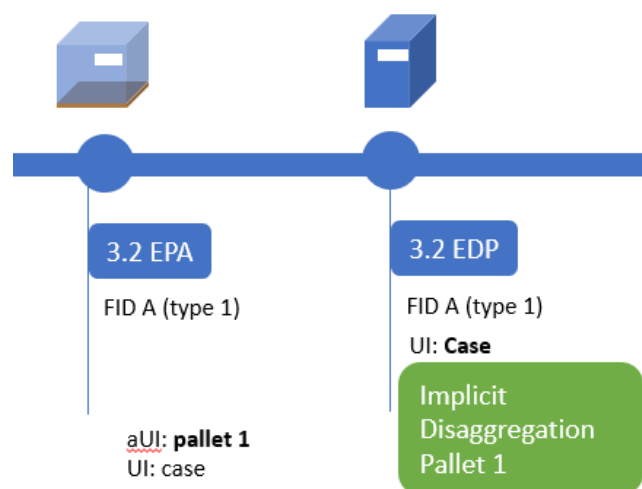 3.2 EPA
FID A (type 1)
aUI: pallet 1
UI: case
3.2 EDP
FID A (type 1)
UI: Case
Implicit
Disaggregation
Pallet 1